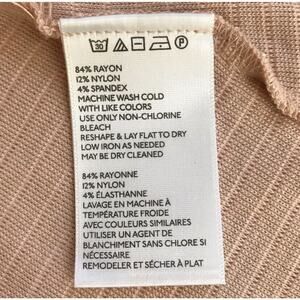 30 P
84% RAYON
12% NYLON
4% SPANDEX
MACHINE WASH COLD
WITH LIKE COLORS
USE ONLY NON-CHLORINE
BLEACH
RESHAPE & LAY FLAT TO DRY
LOW IRON AS NEEDED
MAY BE DRY CLEANED
84% RAYONNE
12% NYLON
4% ÉLASTHANNE
LAVAGE EN MACHINE À
TEMPÉRATURE FROIDE
AVEC COULEURS SIMILAIRES
UTILISER UN AGENT DE
BLANCHIMENT SANS CHLORE SI
NÉCESSAIRE
REMODELER ET SÉCHER À PLAT